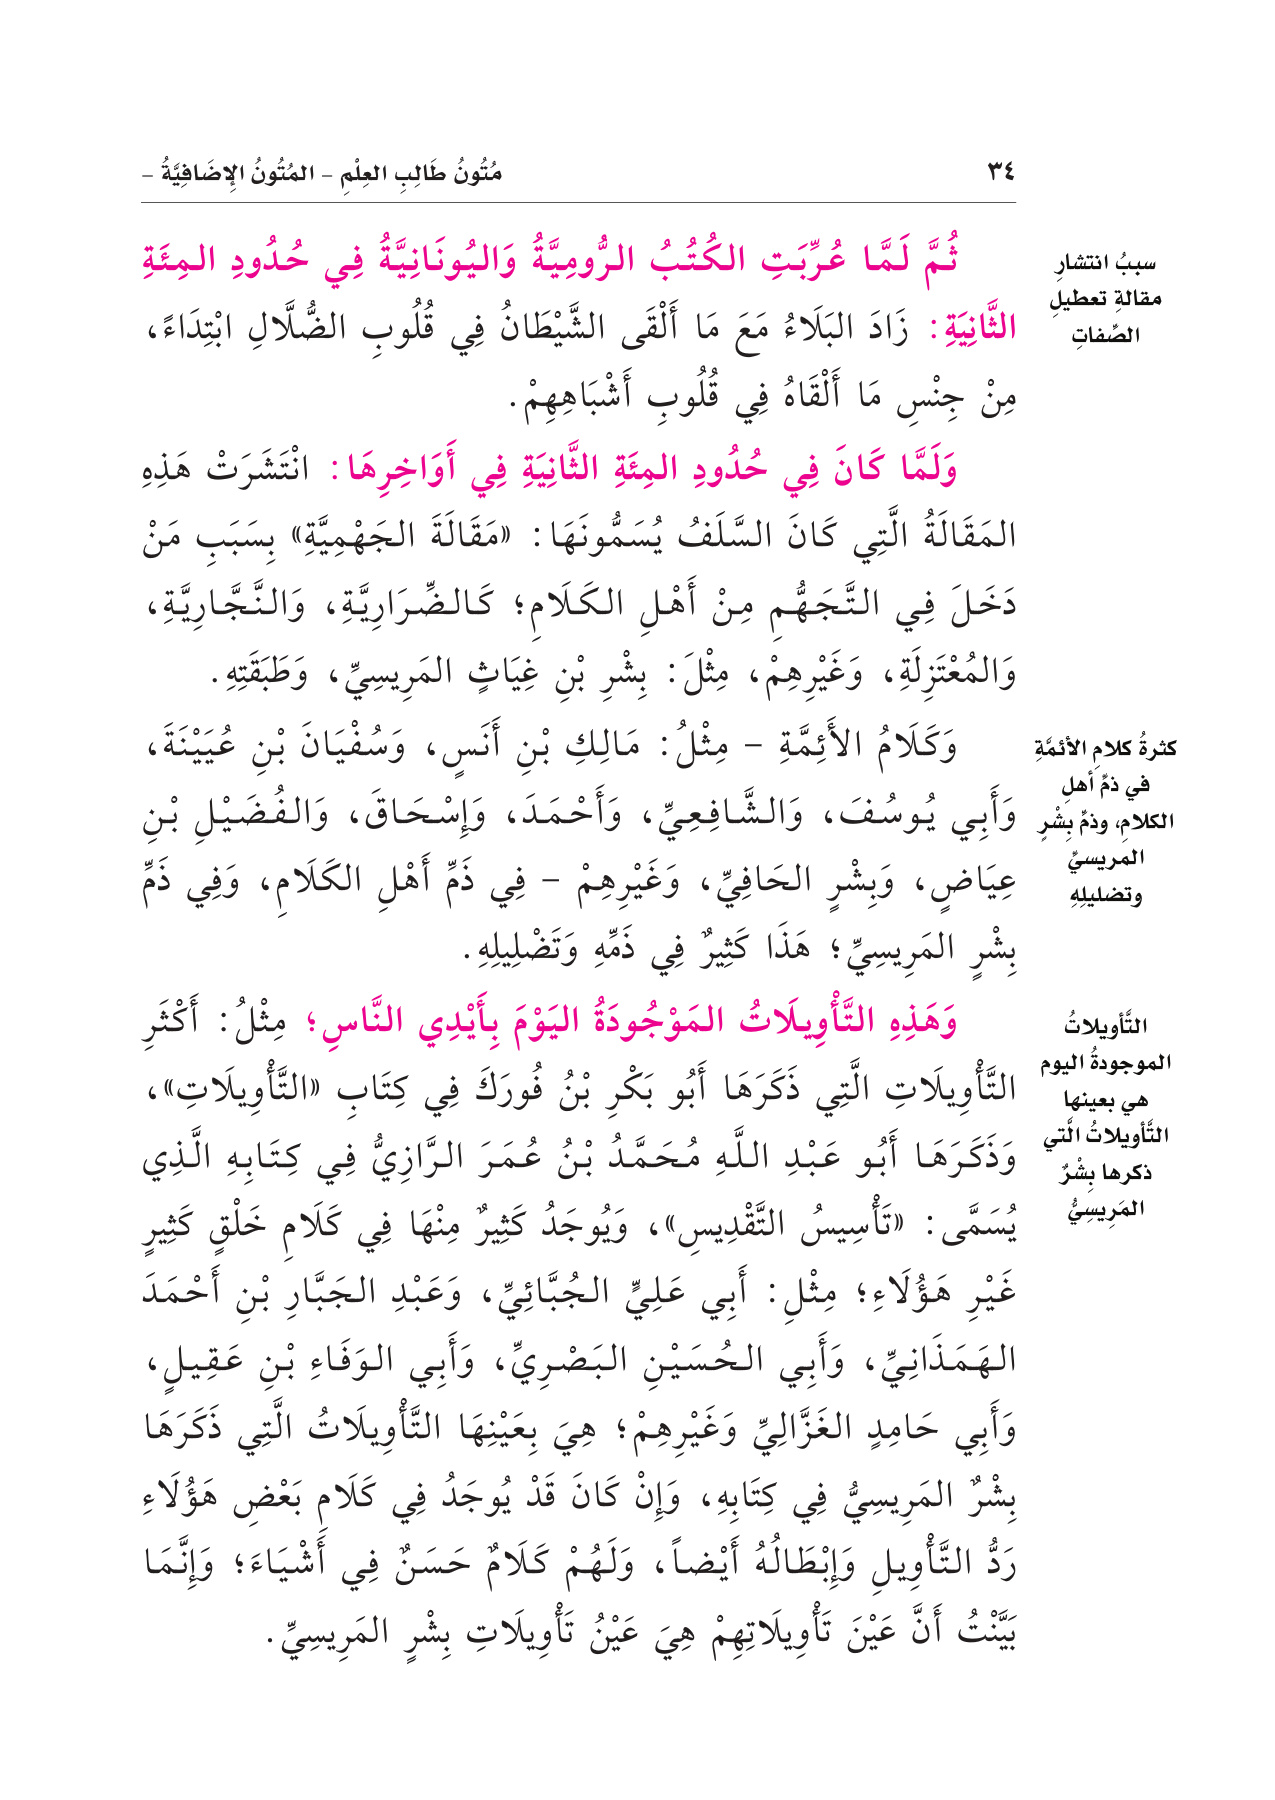 ٣٤
مُتُونُ طَالِبِ العِلْمِ – المُتُونُ الإِضَافِيَّةُ –
ثُمَّ لَمَّا عُرِّبَتِ الكُتُبُ الرُّومِيَّةُ وَاليُونَانِيَّةُ فِي حُدُودِ المِئَةِ
الثَّانِيَةِ: زَادَ البَلَاءُ مَعَ مَا أَلْقَى الشَّيْطَانُ فِي قُلُوبِ الضُّلَّالِ ابْتِدَاءً،
مِنْ جِنْسِ مَا أَلْقَاهُ فِي قُلُوبِ أَشْبَاهِهِمْ.
سببُ انتشارِ
مقالةِ تعطيلِ
الصِّفاتِ
وَلَمَّا كَانَ فِي حُدُودِ المِئَةِ الثَّانِيَةِ فِي أَوَاخِرِهَا: انْتَشَرَتْ هَذِهِ
المَقَالَةُ الَّتِي كَانَ السَّلَفُ يُسَمُّونَهَا: «مَقَالَةَ الجَهْمِيَّةِ» بِسَبَبِ مَنْ
دَخَلَ فِي التَّجَهُّمِ مِنْ أَهْلِ الكَلَامِ؛ كَالضِّرَارِيَّةِ، وَالنَّجَّارِيَّةِ،
وَالمُعْتَزِلَةِ، وَغَيْرِهِمْ، مِثْلَ: بِشْرِ بْنِ غِيَاثٍ المَرِيسِيِّ، وَطَبَقَتِهِ.
وَكَلَامُ الأَئِمَّةِ – مِثْلُ: مَالِكِ بْنِ أَنَسٍ، وَسُفْيَانَ بْنِ عُيَيْنَةَ،
وَأَبِي يُوسُفَ، وَالشَّافِعِيِّ، وَأَحْمَدَ، وَإِسْحَاقَ، وَالفُضَيْلِ بْنِ
عِيَاضٍ، وَبِشْرٍ الحَافِيِّ، وَغَيْرِهِمْ – فِي ذَمِّ أَهْلِ الكَلَامِ، وَفِي ذَمِّ
بِشْرٍ المَرِيسِيِّ؛ هَذَا كَثِيرٌ فِي ذَمِّهِ وَتَضْلِيلِهِ.
كثرةُ كلامِ الأئمَّةِ
في ذمِّ أهلِ
الكلامِ، وذمِّ بِشْرٍ
المريسيِّ
وتضليلِهِ
وَهَذِهِ التَّأْوِيلَاتُ المَوْجُودَةُ اليَوْمَ بِأَيْدِي النَّاسِ؛ مِثْلُ: أَكْثَرِ
التَّأْوِيلَاتِ الَّتِي ذَكَرَهَا أَبُو بَكْرِ بْنُ فُورَكَ فِي كِتَابِ «التَّأْوِيلَاتِ»،
وَذَكَرَهَا أَبُو عَبْدِ اللَّهِ مُحَمَّدُ بْنُ عُمَرَ الرَّازِيُّ فِي كِتَابِهِ الَّذِي
يُسَمَّى: «تَأْسِيسُ التَّقْدِيسِ»، وَيُوجَدُ كَثِيرٌ مِنْهَا فِي كَلَامِ خَلْقٍ كَثِيرٍ
غَيْرِ هَؤُلَاءِ؛ مِثْلِ: أَبِي عَلِيٍّ الجُبَّائِيِّ، وَعَبْدِ الجَبَّارِ بْنِ أَحْمَدَ
الهَمَذَانِيِّ، وَأَبِي الحُسَيْنِ البَصْرِيِّ، وَأَبِي الوَفَاءِ بْنِ عَقِيلٍ،
وَأَبِي حَامِدٍ الغَزَّالِيِّ وَغَيْرِهِمْ؛ هِيَ بِعَيْنِهَا التَّأْوِيلَاتُ الَّتِي ذَكَرَهَا
بِشْرٌ المَرِيسِيُّ فِي كِتَابِهِ، وَإِنْ كَانَ قَدْ يُوجَدُ فِي كَلَامِ بَعْضِ هَؤُلَاءِ
رَدُّ التَّأْوِيلِ وَإِبْطَالُهُ أَيْضاً، وَلَهُمْ كَلَامٌ حَسَنٌ فِي أَشْيَاءَ؛ وَإِنَّمَا
بَيَّنْتُ أَنَّ عَيْنَ تَأْوِيلَاتِهِمْ هِيَ عَيْنُ تَأْوِيلَاتِ بِشْرٍ المَرِيسِيِّ.
التَّأويلاتُ
الموجودةُ اليوم
هي بعينها
التَّأويلاتُ الَّتي
ذكرها بِشْرٌ
المَرِيسِيُّ